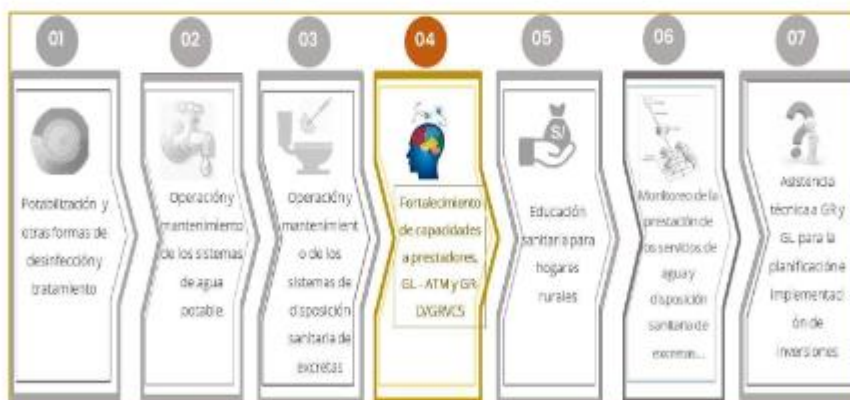 01
02
03
04
05
06
07
Potabilización y
otras formas de
desinfección y
tratamiento
Operación y
mantenimiento
de los sistemas
de agua
potable.
Operación y
mantenimient
o de los
sistemas de
disposición
sanitaria de
excretas
Fortalecimiento
de capacidades
a prestadores,
GL - ATM y GR-
D/GRVCS
S/
Educación
sanitaria para
hogares
rurales
Monitoreo de la
prestación de
los servicios de
agua y
disposición
sanitaria de
excretas...
Asistencia
técnica a GR y
GL para la
planificación e
implementaci
ón de
inversiones